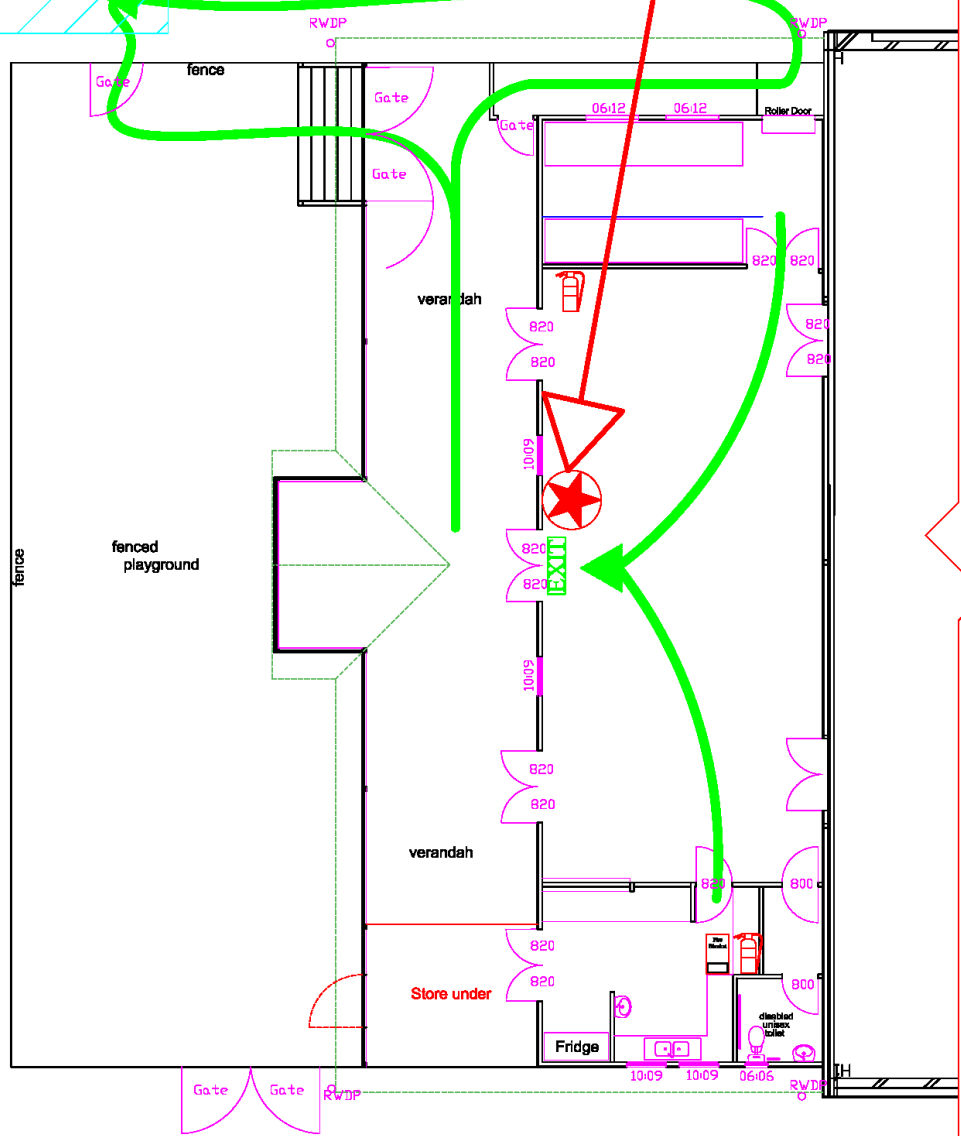 RWDP
RWDP
fence
Gate
Gate
06:12
06:12
Roller Door
Gate
Gate
820
820
verandah
820
820
820
820
10:09
820
EXIT
820
fenced
playground
fence
10:09
820
820
verandah
820
800
Fire
Blanket
820
820
800
Store under
disabled
unisex
toilet
Fridge
10:09
10:09
06:06
Gate
Gate
RWDP
RWDP
H
H